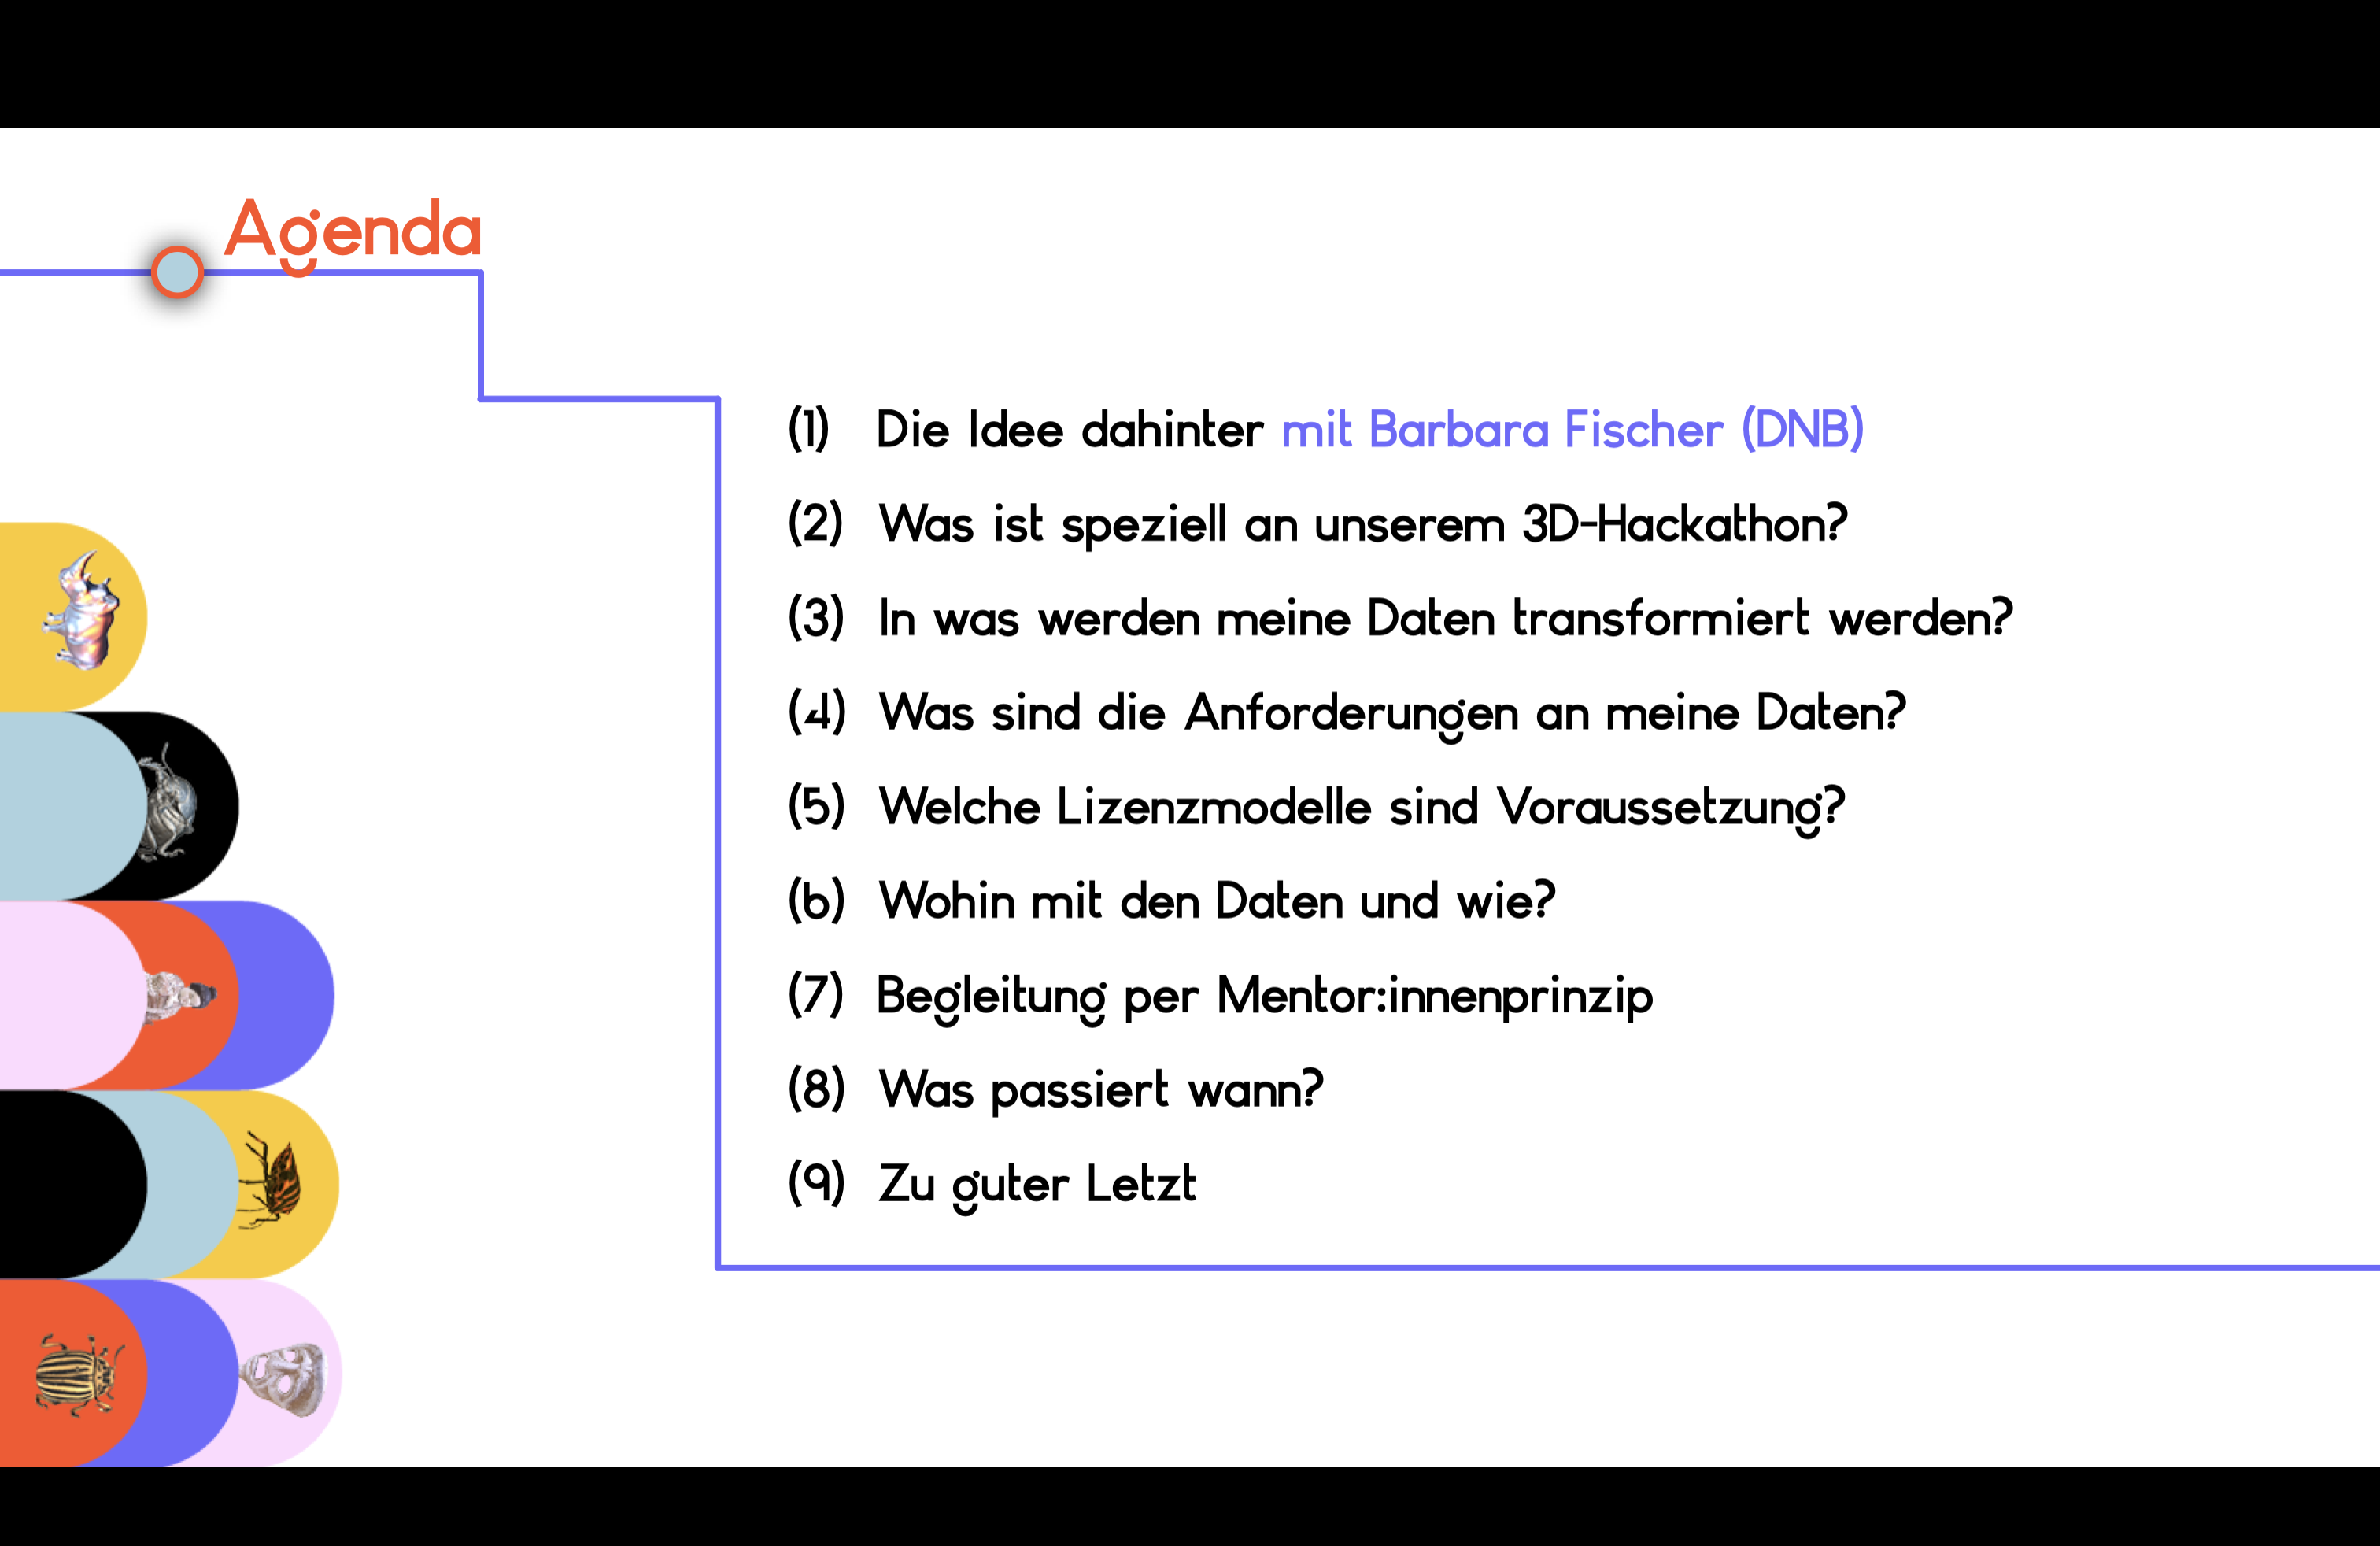 Agenda
(1) Die Idee dahinter mit Barbara Fischer (DNB)
(2) Was ist speziell an unserem 3D-Hackathon?
(3) In was werden meine Daten transformiert werden?
(4) Was sind die Anforderungen an meine Daten?
(5) Welche Lizenzmodelle sind Voraussetzung?
(6) Wohin mit den Daten und wie?
(7) Begleitung per Mentor:innenprinzip
(8) Was passiert wann?
(9) Zu guter Letzt